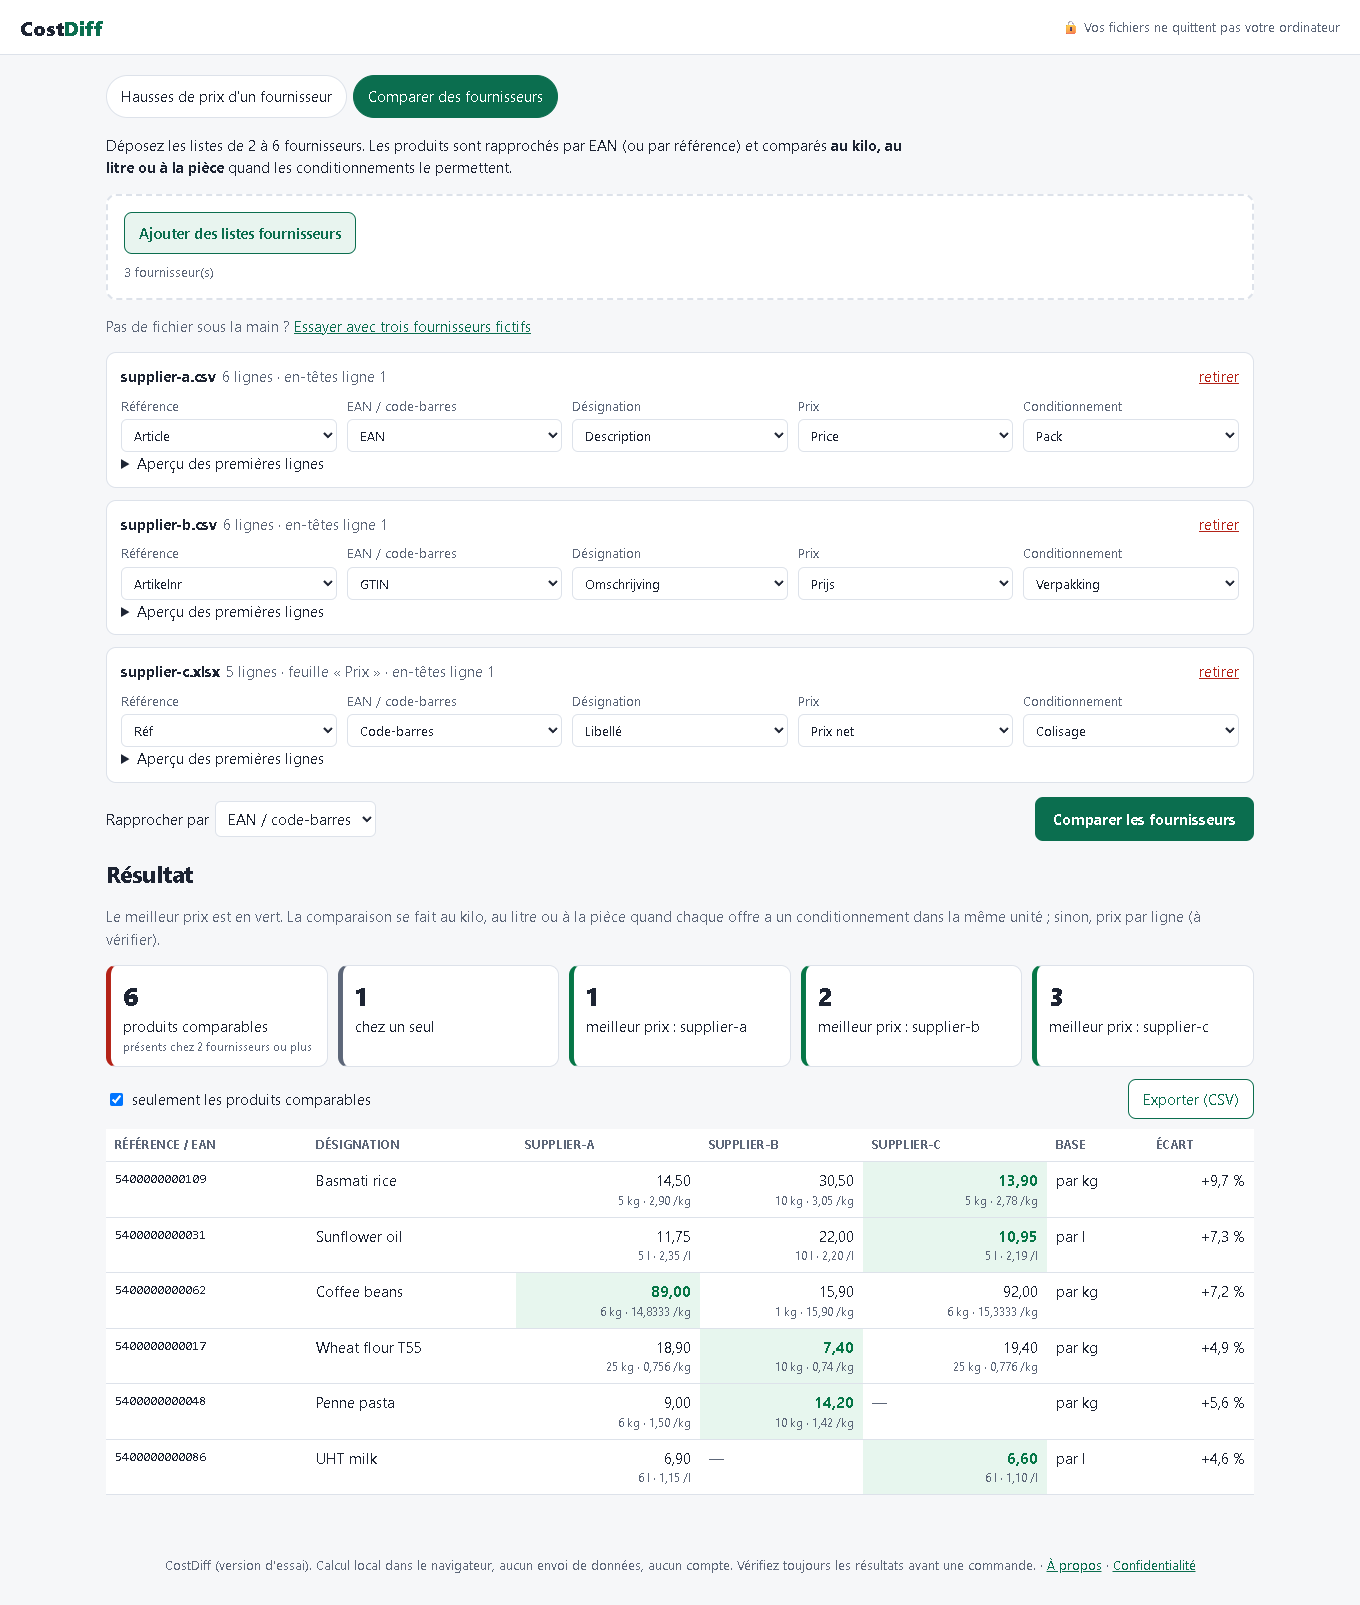 CostDiff
🔒 Vos fichiers ne quittent pas votre ordinateur
Hausses de prix d'un fournisseur
Comparer des fournisseurs
Déposez les listes de 2 à 6 fournisseurs. Les produits sont rapprochés par EAN (ou par référence) et comparés au kilo, au
litre ou à la pièce quand les conditionnements le permettent.
Ajouter des listes fournisseurs
3 fournisseur(s)
Pas de fichier sous la main ? Essayer avec trois fournisseurs fictifs
supplier-a.csv 6 lignes · en-têtes ligne 1 retirer
Référence EAN / code-barres Désignation Prix Conditionnement
Article EAN Description Price Pack
▶ Aperçu des premières lignes
supplier-b.csv 6 lignes · en-têtes ligne 1 retirer
Référence EAN / code-barres Désignation Prix Conditionnement
Artikelnr GTIN Omschrijving Prijs Verpakking
▶ Aperçu des premières lignes
supplier-c.xlsx 5 lignes · feuille « Prix » · en-têtes ligne 1 retirer
Référence EAN / code-barres Désignation Prix Conditionnement
Réf Code-barres Libellé Prix net Colisage
▶ Aperçu des premières lignes
Rapprocher par EAN / code-barres Comparer les fournisseurs
Résultat
Le meilleur prix est en vert. La comparaison se fait au kilo, au litre ou à la pièce quand chaque offre a un conditionnement dans la même unité ; sinon, prix par ligne (à
vérifier).
6
produits comparables
présents chez 2 fournisseurs ou plus
1
chez un seul
1
meilleur prix : supplier-a
2
meilleur prix : supplier-b
3
meilleur prix : supplier-c
seulement les produits comparables Exporter (CSV)
RÉFÉRENCE / EAN DÉSIGNATION SUPPLIER-A SUPPLIER-B SUPPLIER-C BASE ÉCART
5400000000109 Basmati rice 14,50 30,50 13,90 par kg +9,7 %
5 kg · 2,90 /kg 10 kg · 3,05 /kg 5 kg · 2,78 /kg
5400000000031 Sunflower oil 11,75 22,00 10,95 par l +7,3 %
5 l · 2,35 /l 10 l · 2,20 /l 5 l · 2,19 /l
5400000000062 Coffee beans 89,00 15,90 92,00 par kg +7,2 %
6 kg · 14,8333 /kg 1 kg · 15,90 /kg 6 kg · 15,3333 /kg
5400000000017 Wheat flour T55 18,90 7,40 19,40 par kg +4,9 %
25 kg · 0,756 /kg 10 kg · 0,74 /kg 25 kg · 0,776 /kg
5400000000048 Penne pasta 9,00 14,20 — par kg +5,6 %
6 kg · 1,50 /kg 10 kg · 1,42 /kg
5400000000086 UHT milk 6,90 — 6,60 par l +4,6 %
6 l · 1,15 /l 6 l · 1,10 /l
CostDiff (version d'essai). Calcul local dans le navigateur, aucun envoi de données, aucun compte. Vérifiez toujours les résultats avant une commande. · À propos · Confidentialité